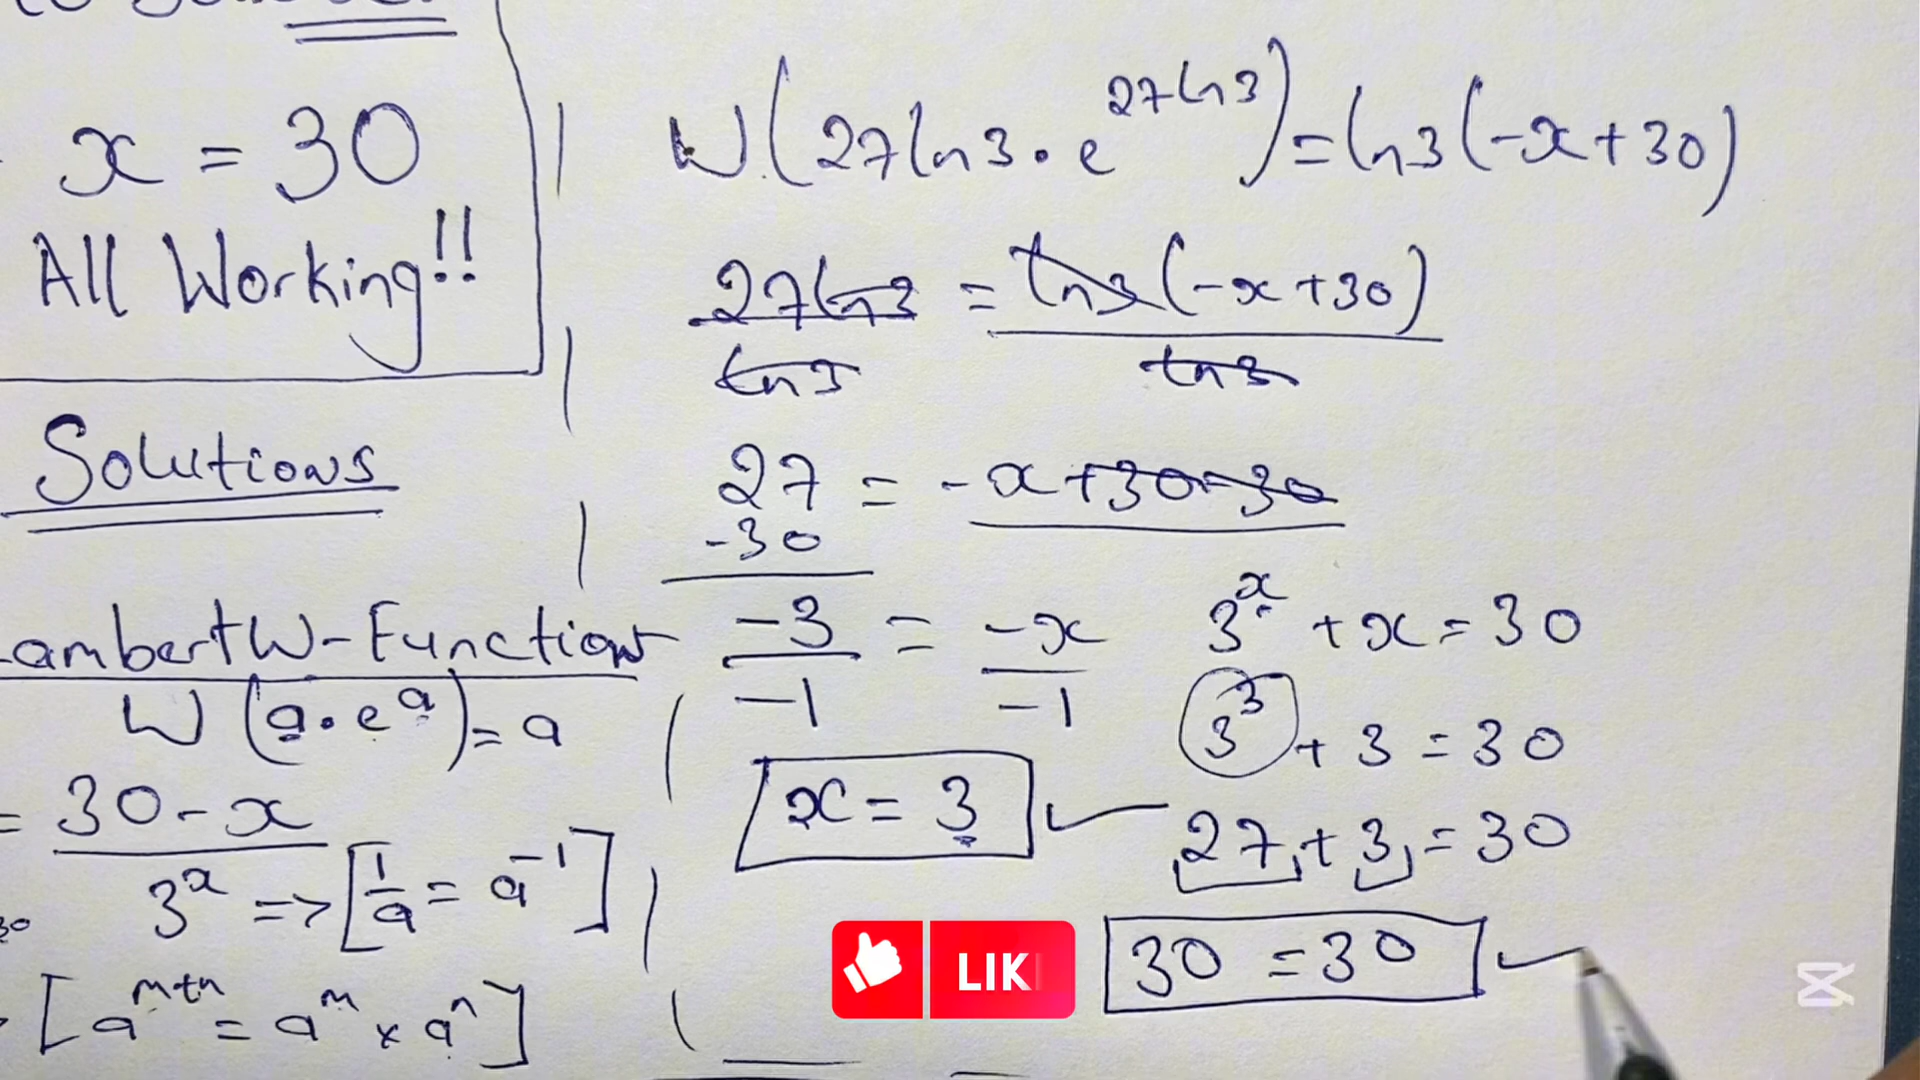 x = 30
All Working!!
Solutions
LambertW-Function
W(a·e^a) = a
= 30-x
3^x => [1/a = a^-1]
30
[a^m+n = a^m × a^n]
W(27ln3·e^27ln3) = ln3(-x+30)
27ln3 = ln3(-x+30)
ln3 ln3
27 = -x+30-30
-30
-3 = -x
-1 -1
x = 3
3^x + x = 30
3^3 + 3 = 30
27 + 3 = 30
30 = 30
LIK